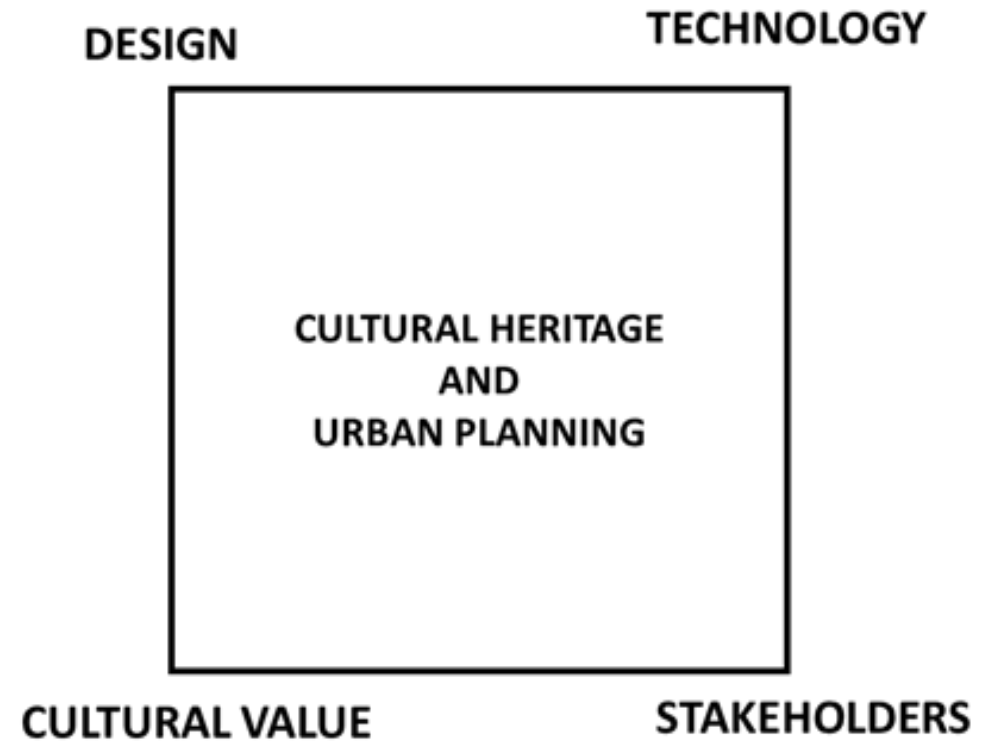 DESIGN
TECHNOLOGY
CULTURAL HERITAGE
AND
URBAN PLANNING
CULTURAL VALUE
STAKEHOLDERS